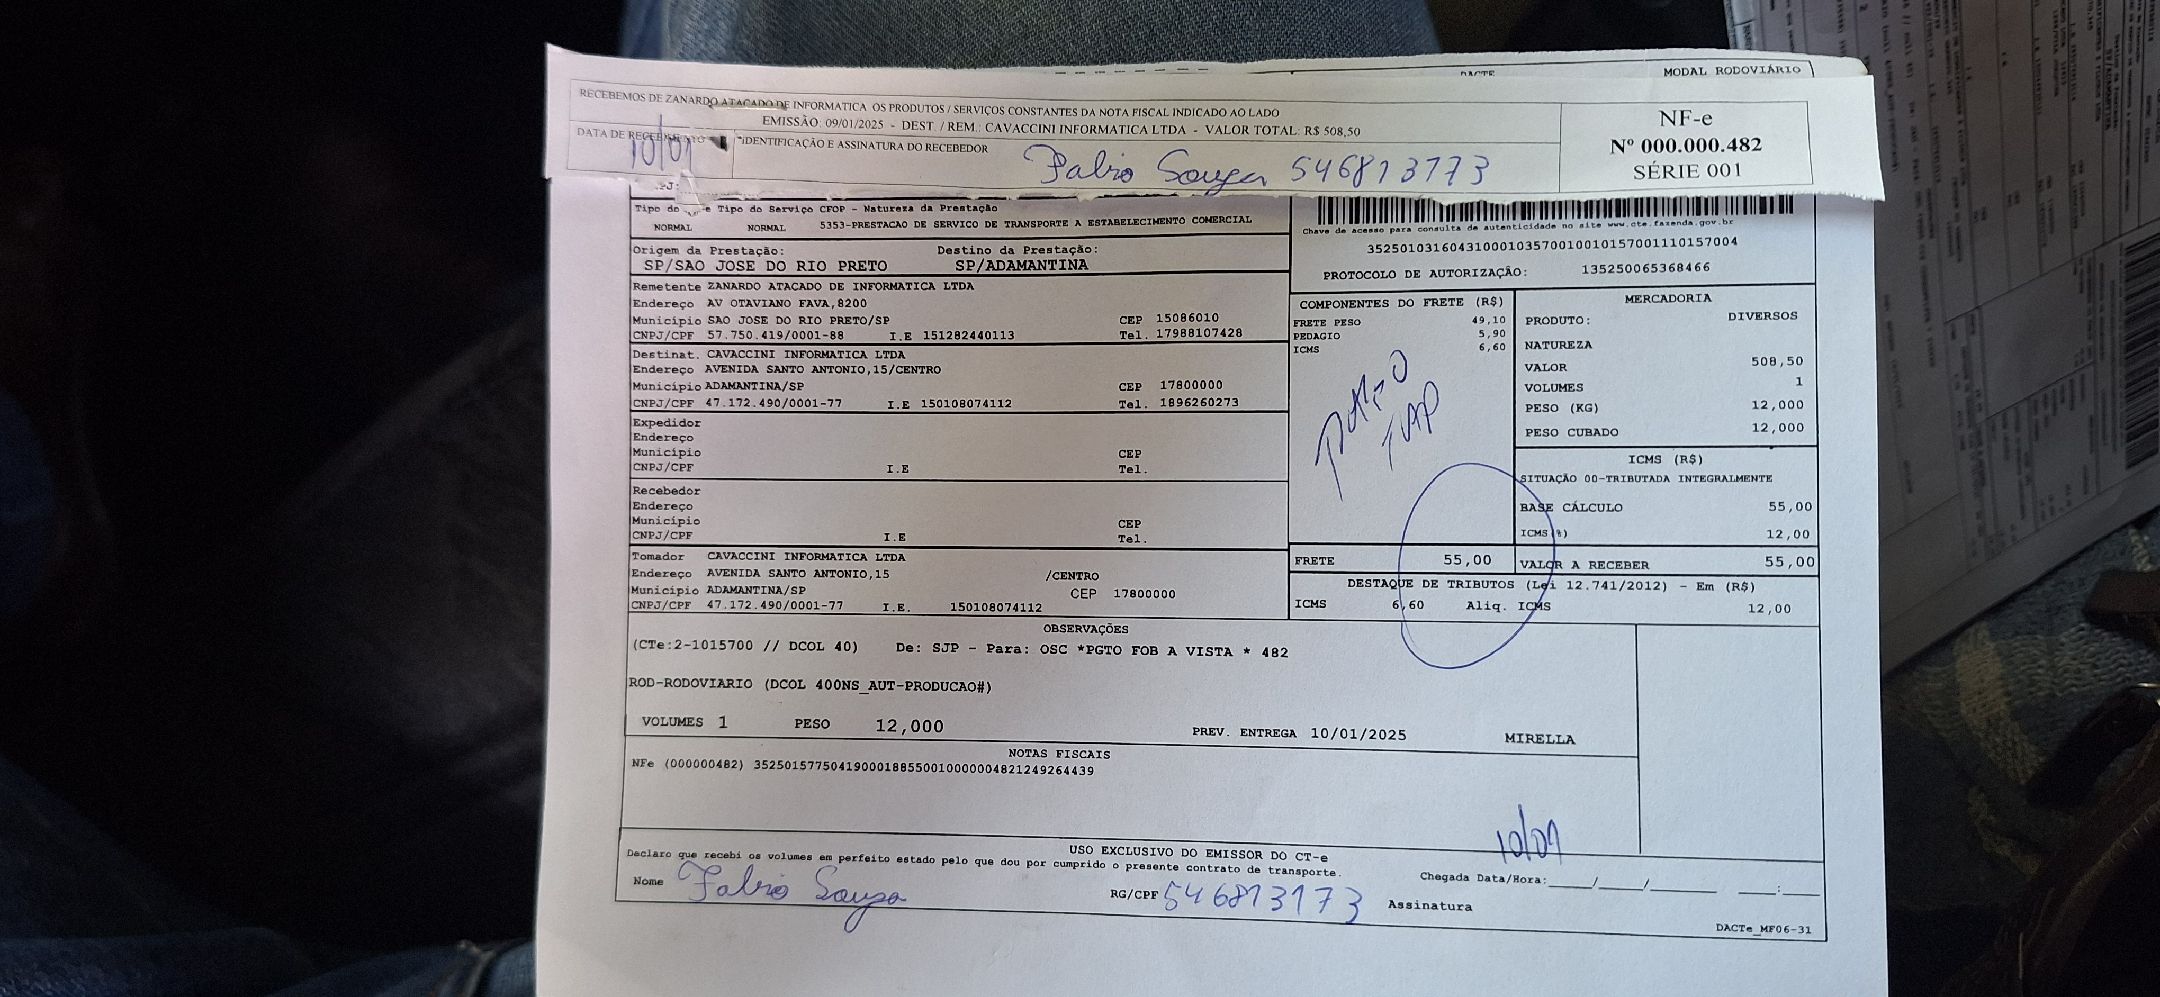 DACTE
MODAL RODOVIÁRIO
RECEBEMOS DE ZANARDO ATACADO DE INFORMATICA OS PRODUTOS / SERVIÇOS CONSTANTES DA NOTA FISCAL INDICADO AO LADO
EMISSÃO: 09/01/2025 - DEST. / REM.: CAVACCINI INFORMATICA LTDA - VALOR TOTAL: R$ 508,50
DATA DE RECEBIMENTO
10/01
IDENTIFICAÇÃO E ASSINATURA DO RECEBEDOR
Fabio Souza 546813773
NF-e
Nº 000.000.482
SÉRIE 001
Tipo do Tipo do Serviço CFOP - Natureza da Prestação
NORMAL NORMAL 5353-PRESTACAO DE SERVICO DE TRANSPORTE A ESTABELECIMENTO COMERCIAL
Origem da Prestação: Destino da Prestação:
SP/SAO JOSE DO RIO PRETO SP/ADAMANTINA
Chave de acesso para consulta de autenticidade no site www.cte.fazenda.gov.br
35250103160431000103570010010157001110157004
PROTOCOLO DE AUTORIZAÇÃO: 135250065368466
Remetente ZANARDO ATACADO DE INFORMATICA LTDA
Endereço AV OTAVIANO FAVA,8200
Município SAO JOSE DO RIO PRETO/SP CEP 15086010
CNPJ/CPF 57.750.419/0001-88 I.E 151282440113 Tel. 17988107428
Destinat. CAVACCINI INFORMATICA LTDA
Endereço AVENIDA SANTO ANTONIO,15/CENTRO
Município ADAMANTINA/SP CEP 17800000
CNPJ/CPF 47.172.490/0001-77 I.E 150108074112 Tel. 1896260273
Expedidor
Endereço
Município CEP
CNPJ/CPF I.E Tel.
Recebedor
Endereço
Município CEP
CNPJ/CPF I.E Tel.
Tomador CAVACCINI INFORMATICA LTDA
Endereço AVENIDA SANTO ANTONIO,15 /CENTRO
Município ADAMANTINA/SP CEP 17800000
CNPJ/CPF 47.172.490/0001-77 I.E. 150108074112
COMPONENTES DO FRETE (R$)
FRETE PESO 49,10
PEDAGIO 5,90
ICMS 6,60
FRETE 55,00
MERCADORIA
PRODUTO: DIVERSOS
NATUREZA
VALOR 508,50
VOLUMES 1
PESO (KG) 12,000
PESO CUBADO 12,000
ICMS (R$)
SITUAÇÃO 00-TRIBUTADA INTEGRALMENTE
BASE CÁLCULO 55,00
ICMS(%) 12,00
VALOR A RECEBER 55,00
DESTAQUE DE TRIBUTOS (Lei 12.741/2012) - Em (R$)
ICMS 6,60 Aliq. ICMS 12,00
OBSERVAÇÕES
(CTe:2-1015700 // DCOL 40) De: SJP - Para: OSC *PGTO FOB A VISTA * 482
ROD-RODOVIARIO (DCOL 400NS_AUT-PRODUCAO#)
VOLUMES 1 PESO 12,000 PREV. ENTREGA 10/01/2025 MIRELLA
NOTAS FISCAIS
NFe (000000482) 35250157750419000188550010000004821249264439
10/01
USO EXCLUSIVO DO EMISSOR DO CT-e
Declaro que recebi os volumes em perfeito estado pelo que dou por cumprido o presente contrato de transporte.
Nome Fabio Souza RG/CPF 546813773 Assinatura
Chegada Data/Hora:____/____/_______ ____:____
DACTe_MF06-31